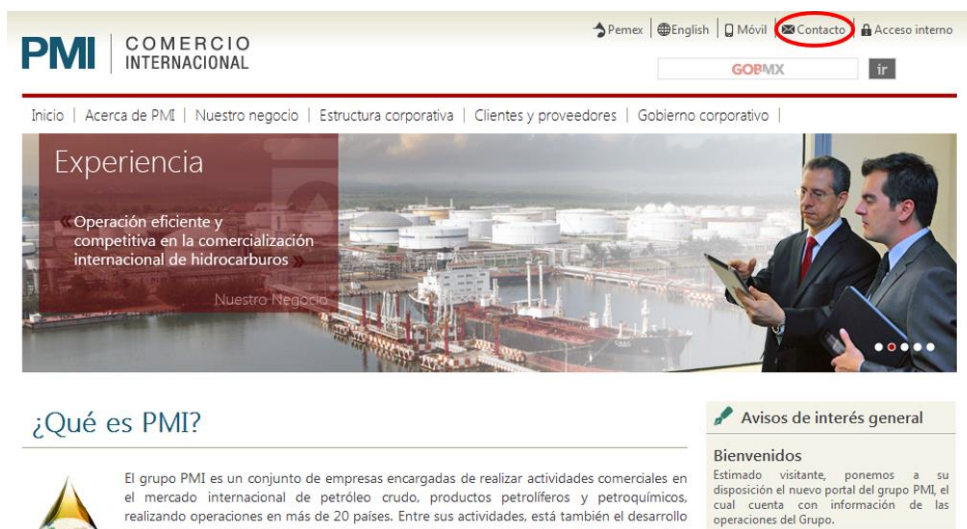 Pemex | English | Móvil | Contacto | Acceso interno
PMI | COMERCIO
INTERNACIONAL
GOBMX
ir
Inicio | Acerca de PMI | Nuestro negocio | Estructura corporativa | Clientes y proveedores | Gobierno corporativo |
Experiencia
«Operación eficiente y
competitiva en la comercialización
internacional de hidrocarburos »
Nuestro Negocio
¿Qué es PMI?
El grupo PMI es un conjunto de empresas encargadas de realizar actividades comerciales en
el mercado internacional de petróleo crudo, productos petrolíferos y petroquímicos,
realizando operaciones en más de 20 países. Entre sus actividades, está también el desarrollo
Avisos de interés general
Bienvenidos
Estimado visitante, ponemos a su
disposición el nuevo portal del grupo PMI, el
cual cuenta con información de las
operaciones del Grupo.